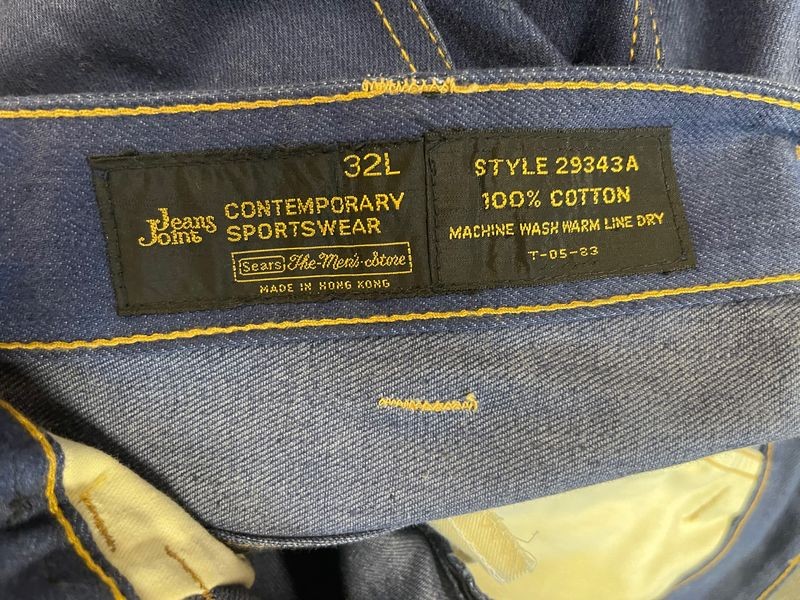 32L
Jeans
Joint
CONTEMPORARY
SPORTSWEAR
Sears The-Men's-Store
MADE IN HONG KONG
STYLE 29343A
100% COTTON
MACHINE WASH WARM LINE DRY
T-05-83